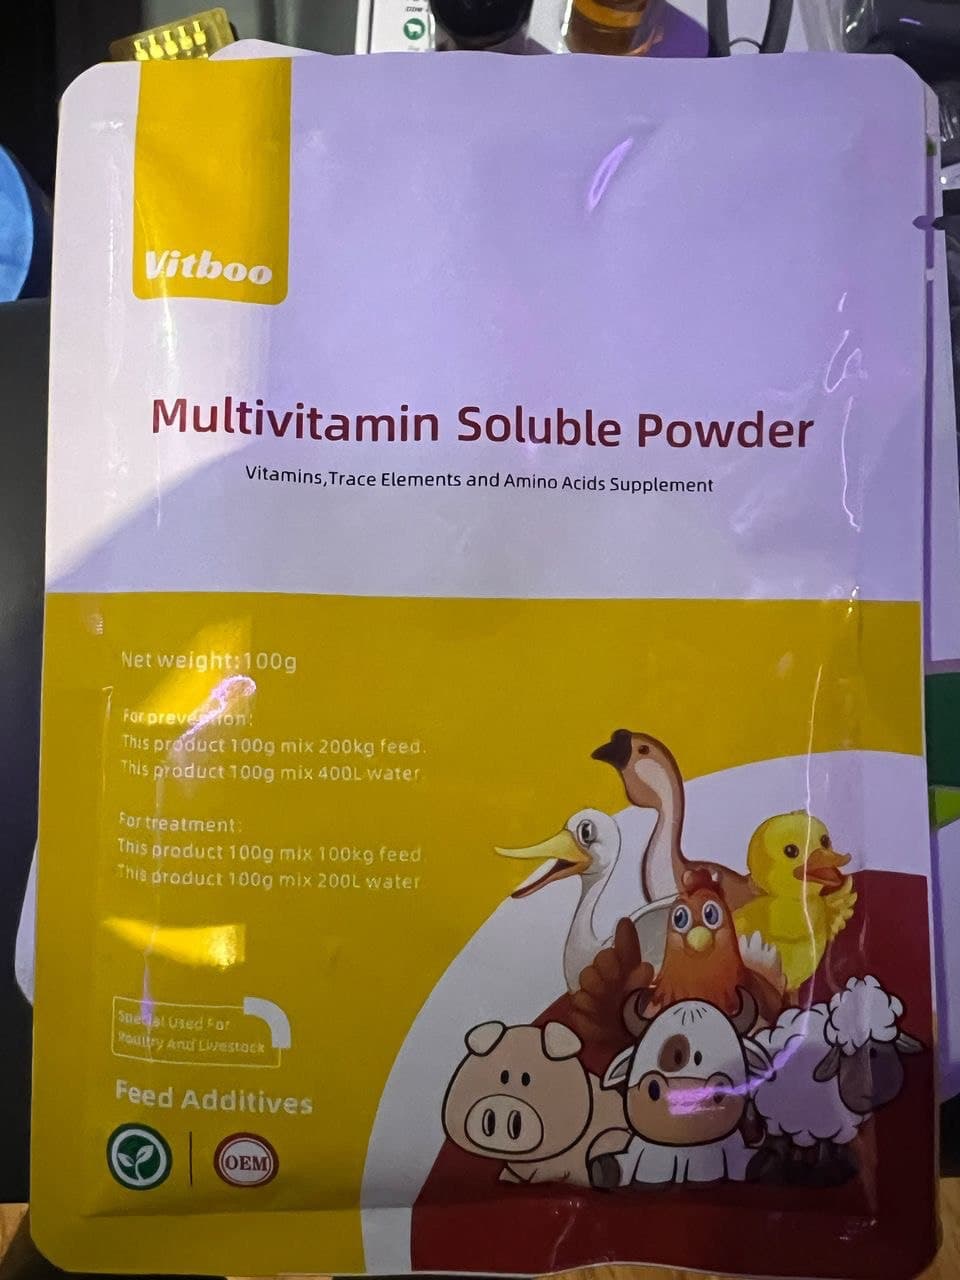 Vitboo
Multivitamin Soluble Powder
Vitamins,Trace Elements and Amino Acids Supplement
Net weight:100g
For prevention:
This product 100g mix 200kg feed.
This product 100g mix 400L water
For treatment:
This product 100g mix 100kg feed
This product 100g mix 200L water
Special Used For
Poultry And Livestock
Feed Additives
OEM